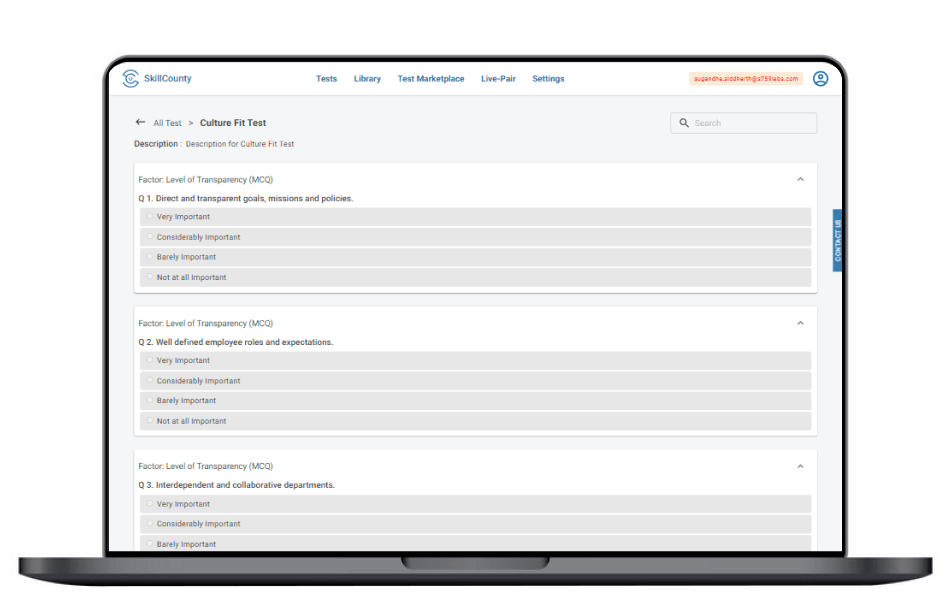 SkillCounty
Tests Library Test Marketplace Live-Pair Settings
sugandha.siddharth@s759labs.com
All Test > Culture Fit Test
Search
Description : Description for Culture Fit Test
Factor: Level of Transparency (MCQ)
Q 1. Direct and transparent goals, missions and policies.
Very Important
Considerably Important
Barely Important
Not at all Important
CONTACT US
Factor: Level of Transparency (MCQ)
Q 2. Well defined employee roles and expectations.
Very Important
Considerably Important
Barely Important
Not at all Important
Factor: Level of Transparency (MCQ)
Q 3. Interdependent and collaborative departments.
Very Important
Considerably Important
Barely Important